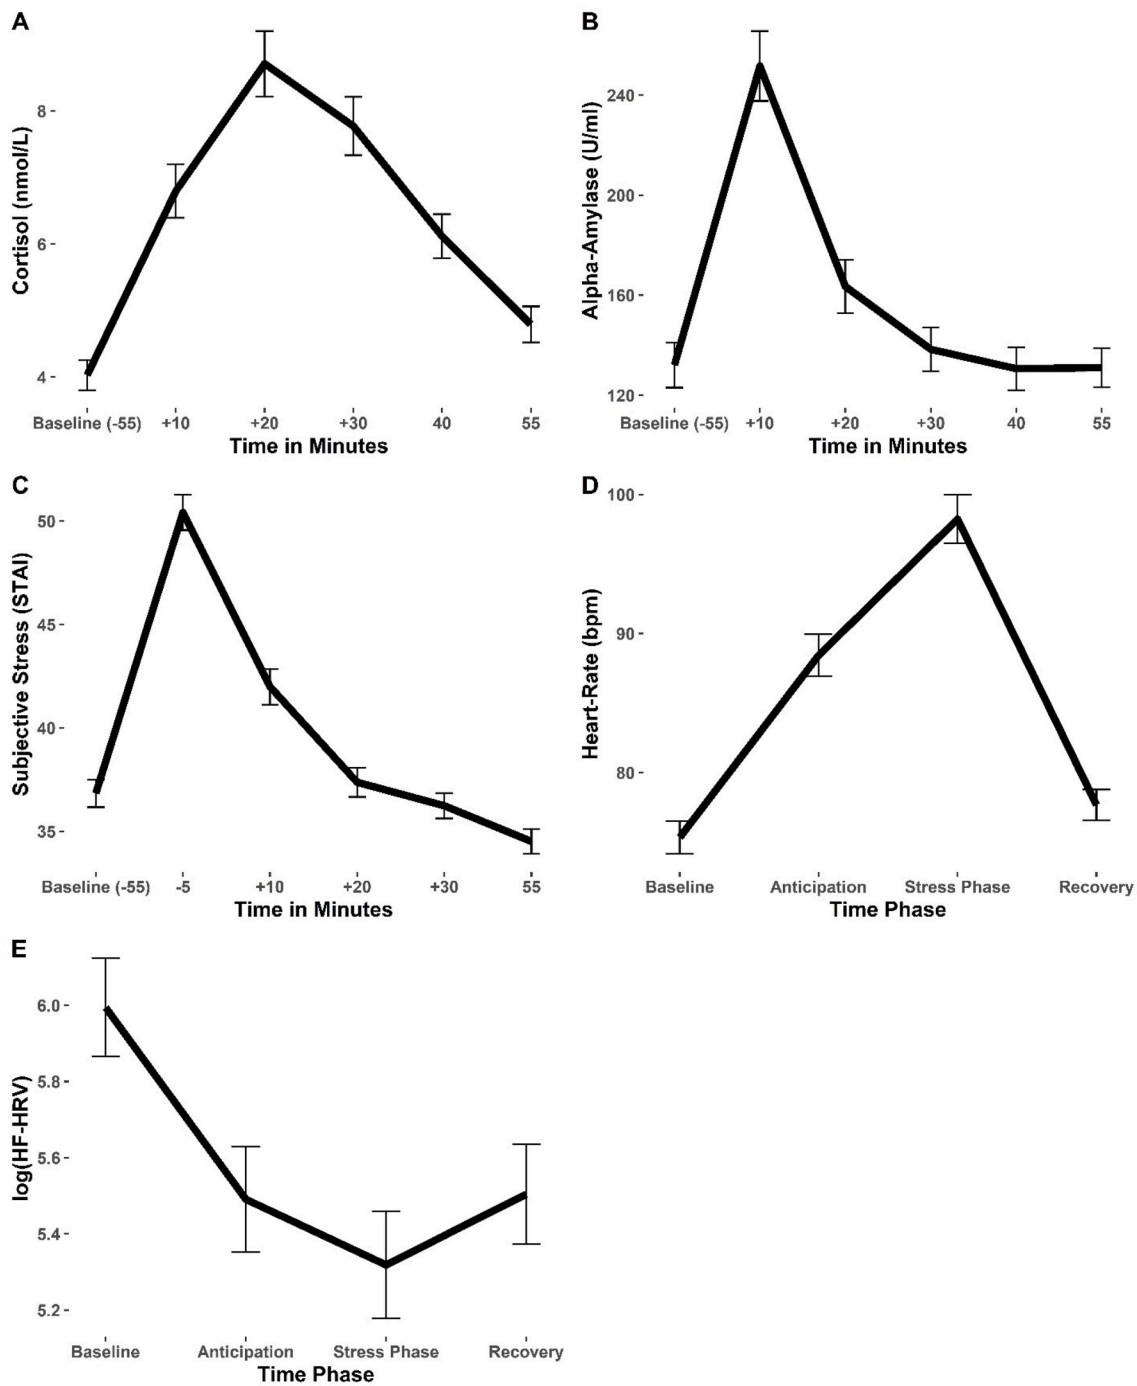 A
Cortisol (nmol/L)
8
6
4
Baseline (-55) +10 +20 +30 40 55
Time in Minutes
B
Alpha-Amylase (U/ml)
240
200
160
120
Baseline (-55) +10 +20 +30 40 55
Time in Minutes
C
Subjective Stress (STAI)
50
45
40
35
Baseline (-55) -5 +10 +20 +30 55
Time in Minutes
D
Heart-Rate (bpm)
100
90
80
Baseline Anticipation Stress Phase Recovery
Time Phase
E
log(HF-HRV)
6.0
5.8
5.6
5.4
5.2
Baseline Anticipation Stress Phase Recovery
Time Phase